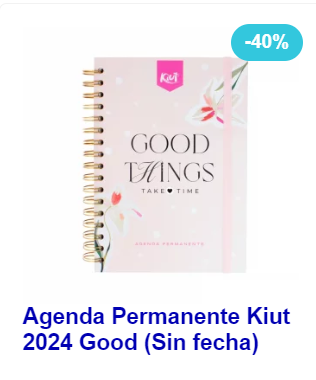 -40%
Kiut
GOOD
THINGS
TAKE♥TIME
AGENDA PERMANENTE
Agenda Permanente Kiut
2024 Good (Sin fecha)